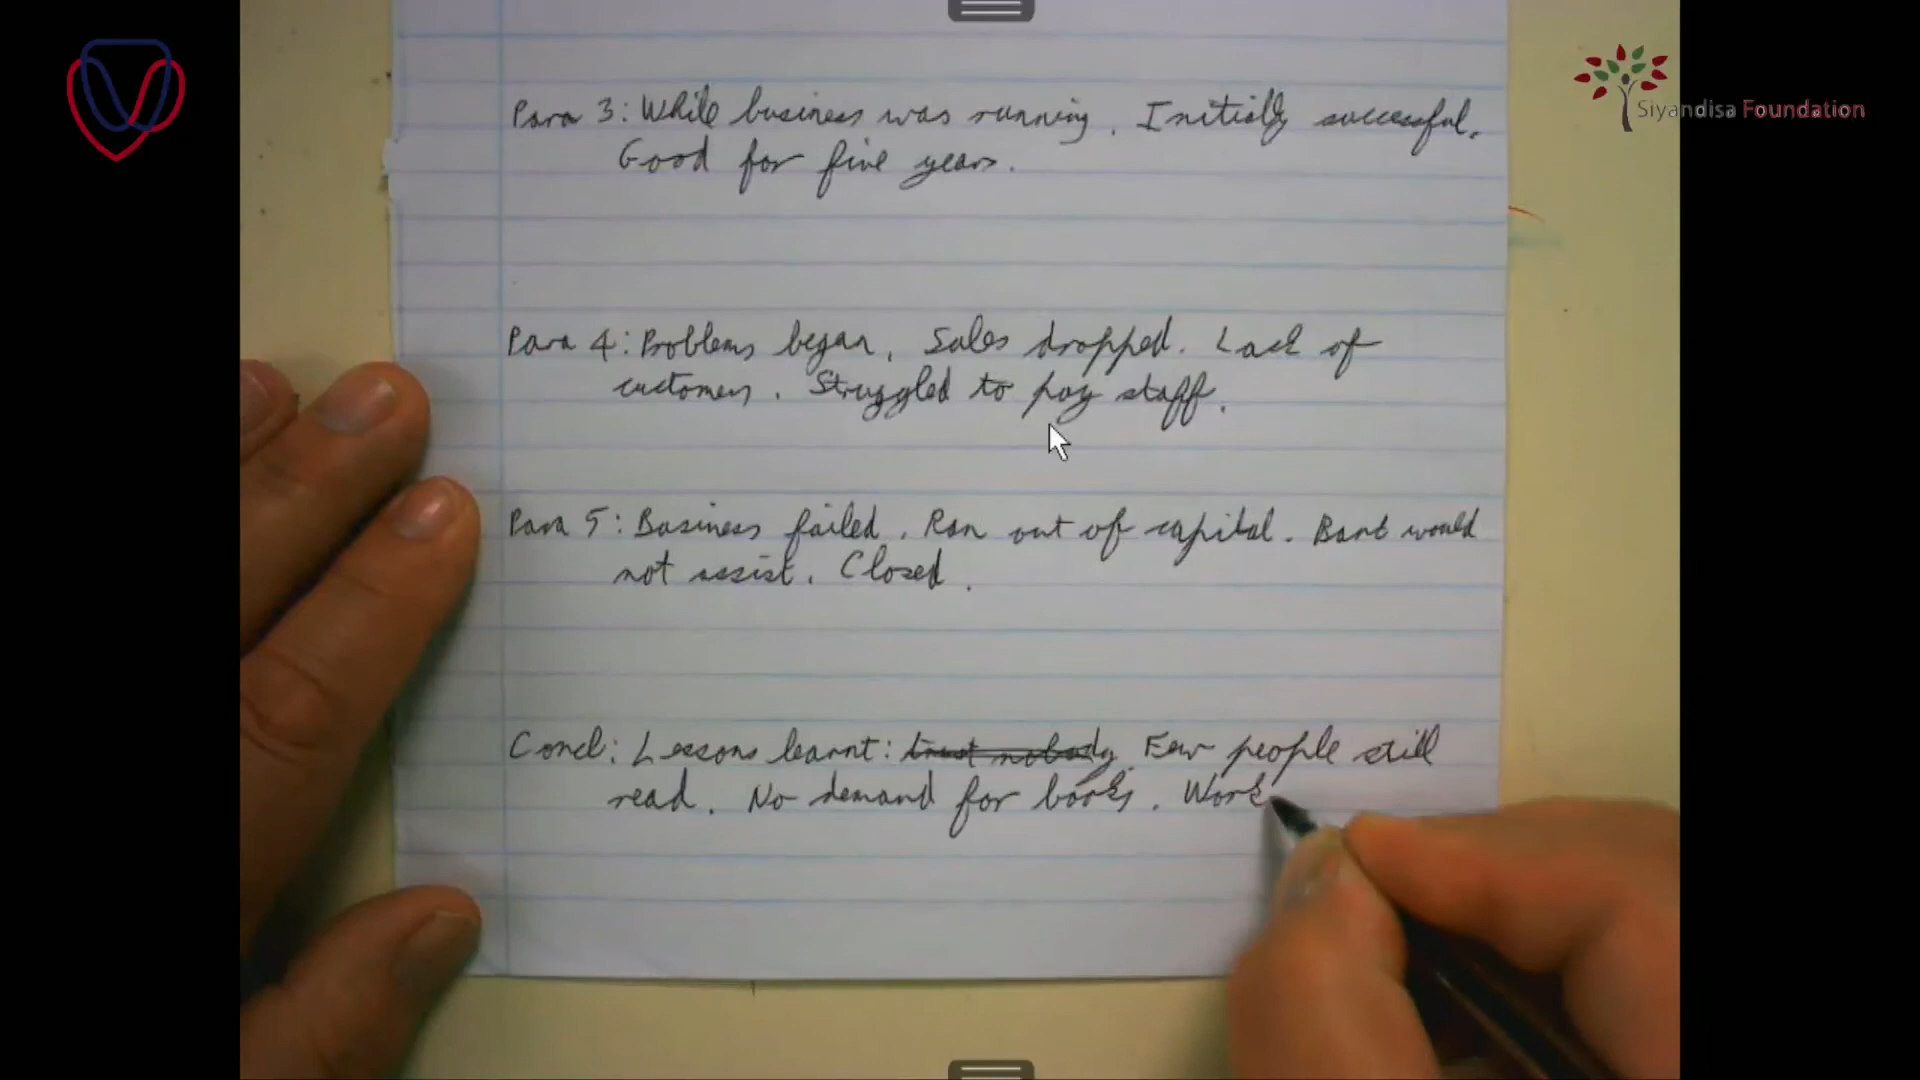 Siyandisa Foundation
Para 3: While business was running. Initially successful.
Good for five years.
Para 4: Problems began. Sales dropped. Lack of
customers. Struggled to pay staff.
Para 5: Business failed. Ran out of capital. Bank would
not assist. Closed.
Concl: Lessons learnt: trust nobody. Few people still
read. No demand for books. Work